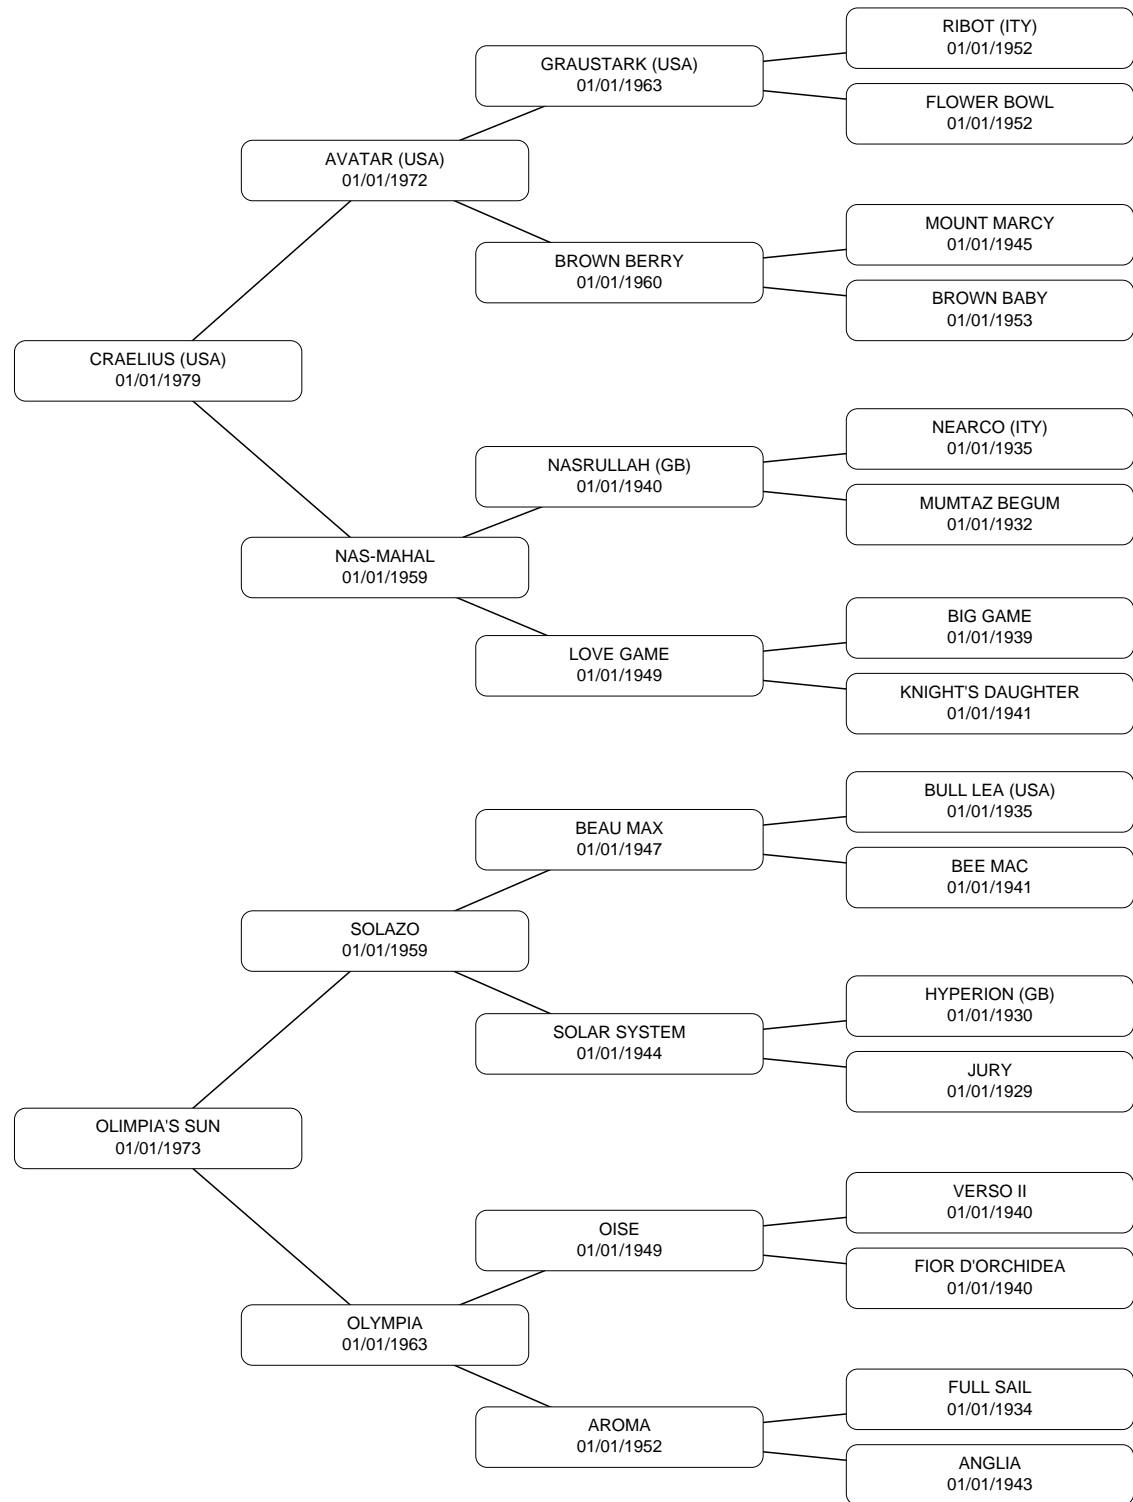 RIBOT (ITY)
01/01/1952
GRAUSTARK (USA)
01/01/1963
FLOWER BOWL
01/01/1952
AVATAR (USA)
01/01/1972
MOUNT MARCY
01/01/1945
BROWN BERRY
01/01/1960
BROWN BABY
01/01/1953
CRAELIUS (USA)
01/01/1979
NEARCO (ITY)
01/01/1935
NASRULLAH (GB)
01/01/1940
MUMTAZ BEGUM
01/01/1932
NAS-MAHAL
01/01/1959
BIG GAME
01/01/1939
LOVE GAME
01/01/1949
KNIGHT'S DAUGHTER
01/01/1941
BULL LEA (USA)
01/01/1935
BEAU MAX
01/01/1947
BEE MAC
01/01/1941
SOLAZO
01/01/1959
HYPERION (GB)
01/01/1930
SOLAR SYSTEM
01/01/1944
JURY
01/01/1929
OLIMPIA'S SUN
01/01/1973
VERSO II
01/01/1940
OISE
01/01/1949
FIOR D'ORCHIDEA
01/01/1940
OLYMPIA
01/01/1963
FULL SAIL
01/01/1934
AROMA
01/01/1952
ANGLIA
01/01/1943